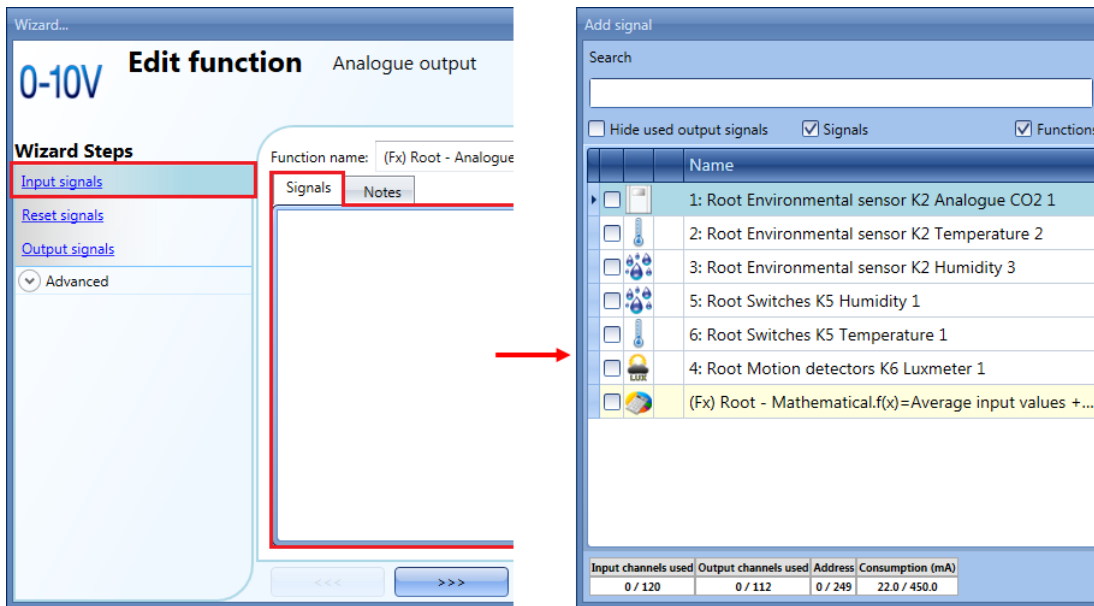 Wizard...
0-10V
Edit function
Analogue output
Wizard Steps
Input signals
Reset signals
Output signals
Advanced
Function name: (Fx) Root - Analogue
Signals
Notes
<<<
>>>
Add signal
Search
Hide used output signals
Signals
Functions
Name
1: Root Environmental sensor K2 Analogue CO2 1
2: Root Environmental sensor K2 Temperature 2
3: Root Environmental sensor K2 Humidity 3
5: Root Switches K5 Humidity 1
6: Root Switches K5 Temperature 1
LUX
4: Root Motion detectors K6 Luxmeter 1
(Fx) Root - Mathematical.f(x)=Average input values +...
Input channels used Output channels used Address Consumption (mA)
0 / 120 0 / 112 0 / 249 22.0 / 450.0